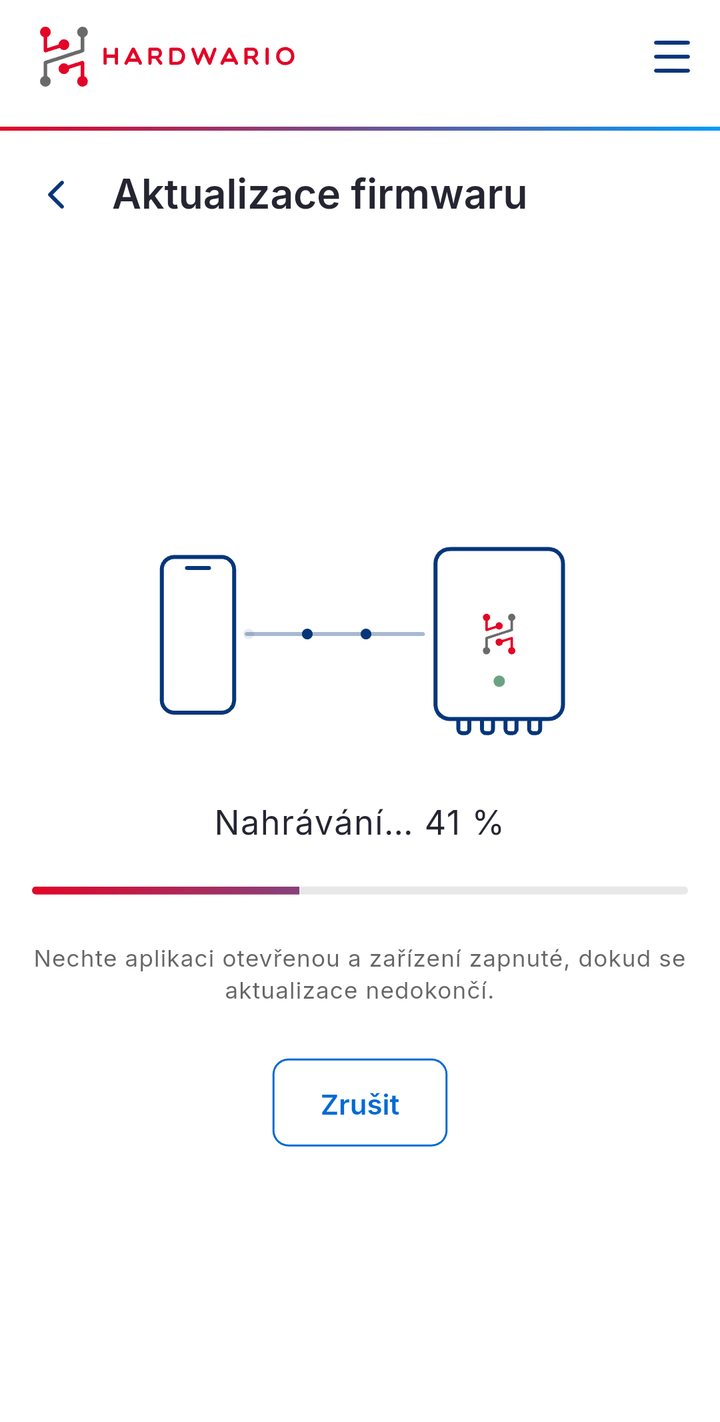 HARDWARIO
Aktualizace firmwaru
Nahrávání... 41 %
Nechte aplikaci otevřenou a zařízení zapnuté, dokud se
aktualizace nedokončí.
Zrušit